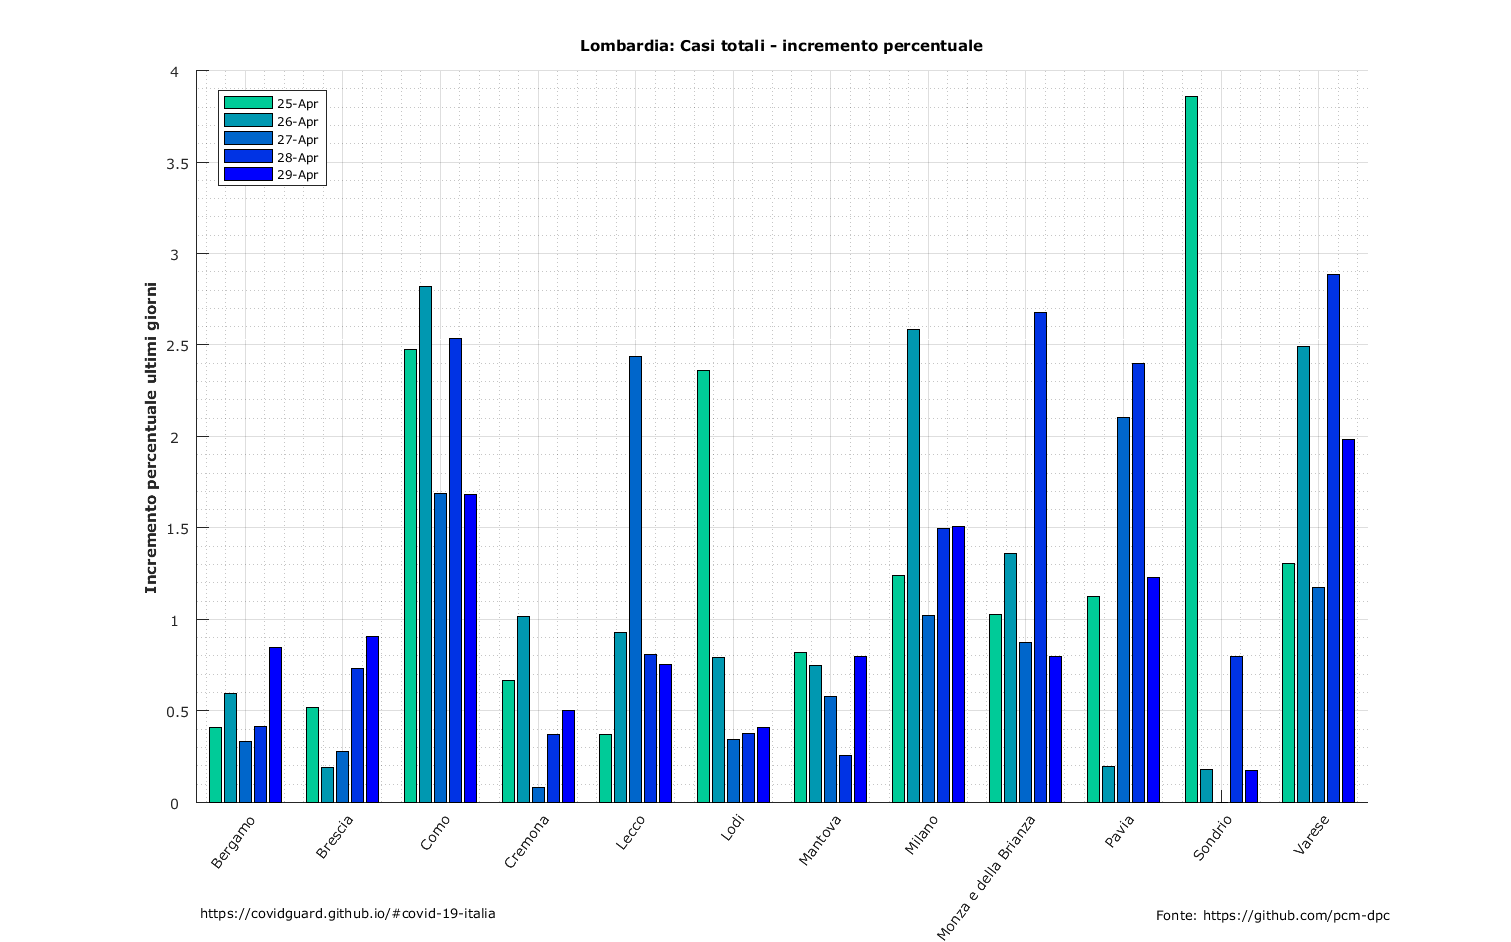 Lombardia: Casi totali - incremento percentuale
4
3.5
3
2.5
2
1.5
1
0.5
0
Incremento percentuale ultimi giorni
25-Apr
26-Apr
27-Apr
28-Apr
29-Apr
Bergamo
Brescia
Como
Cremona
Lecco
Lodi
Mantova
Milano
Monza e della Brianza
Pavia
Sondrio
Varese
https://covidguard.github.io/#covid-19-italia
Fonte: https://github.com/pcm-dpc